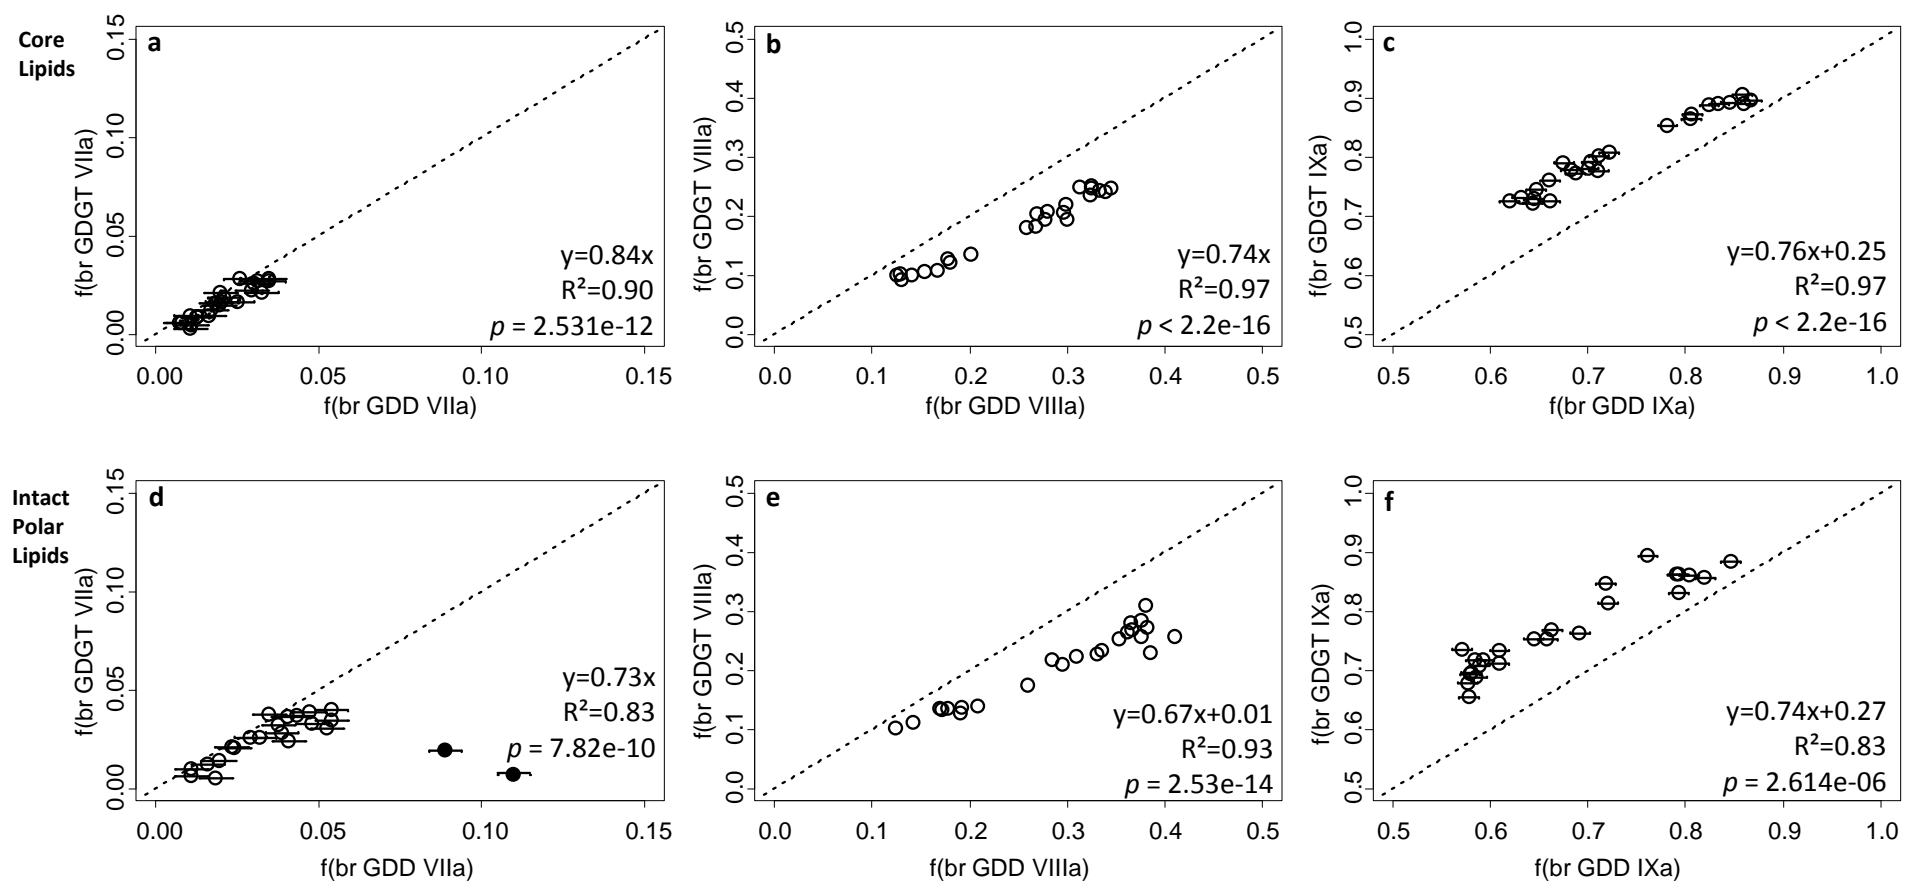 Core
Lipids
a
f(br GDGT VIIa)
0.00 0.05 0.10 0.15
y=0.84x
R²=0.90
p = 2.531e-12
0.00 0.05 0.10 0.15
f(br GDD VIIa)
b
f(br GDGT VIIIa)
0.0 0.1 0.2 0.3 0.4 0.5
y=0.74x
R²=0.97
p < 2.2e-16
0.0 0.1 0.2 0.3 0.4 0.5
f(br GDD VIIIa)
c
f(br GDGT IXa)
0.5 0.6 0.7 0.8 0.9 1.0
y=0.76x+0.25
R²=0.97
p < 2.2e-16
0.5 0.6 0.7 0.8 0.9 1.0
f(br GDD IXa)
Intact
Polar
Lipids
d
f(br GDGT VIIa)
0.00 0.05 0.10 0.15
y=0.73x
R²=0.83
p = 7.82e-10
0.00 0.05 0.10 0.15
f(br GDD VIIa)
e
f(br GDGT VIIIa)
0.0 0.1 0.2 0.3 0.4 0.5
y=0.67x+0.01
R²=0.93
p = 2.53e-14
0.0 0.1 0.2 0.3 0.4 0.5
f(br GDD VIIIa)
f
f(br GDGT IXa)
0.5 0.6 0.7 0.8 0.9 1.0
y=0.74x+0.27
R²=0.83
p = 2.614e-06
0.5 0.6 0.7 0.8 0.9 1.0
f(br GDD IXa)